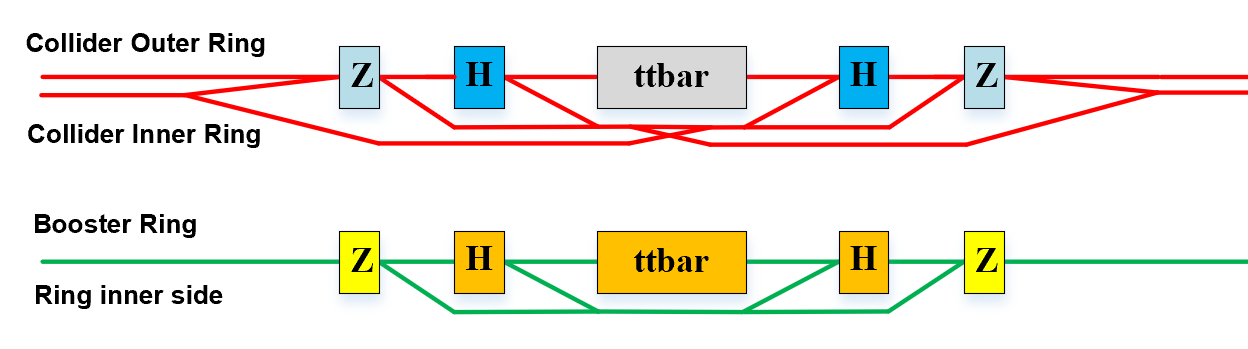 Collider Outer Ring
Z H ttbar H Z
Collider Inner Ring
Booster Ring
Z H ttbar H Z
Ring inner side